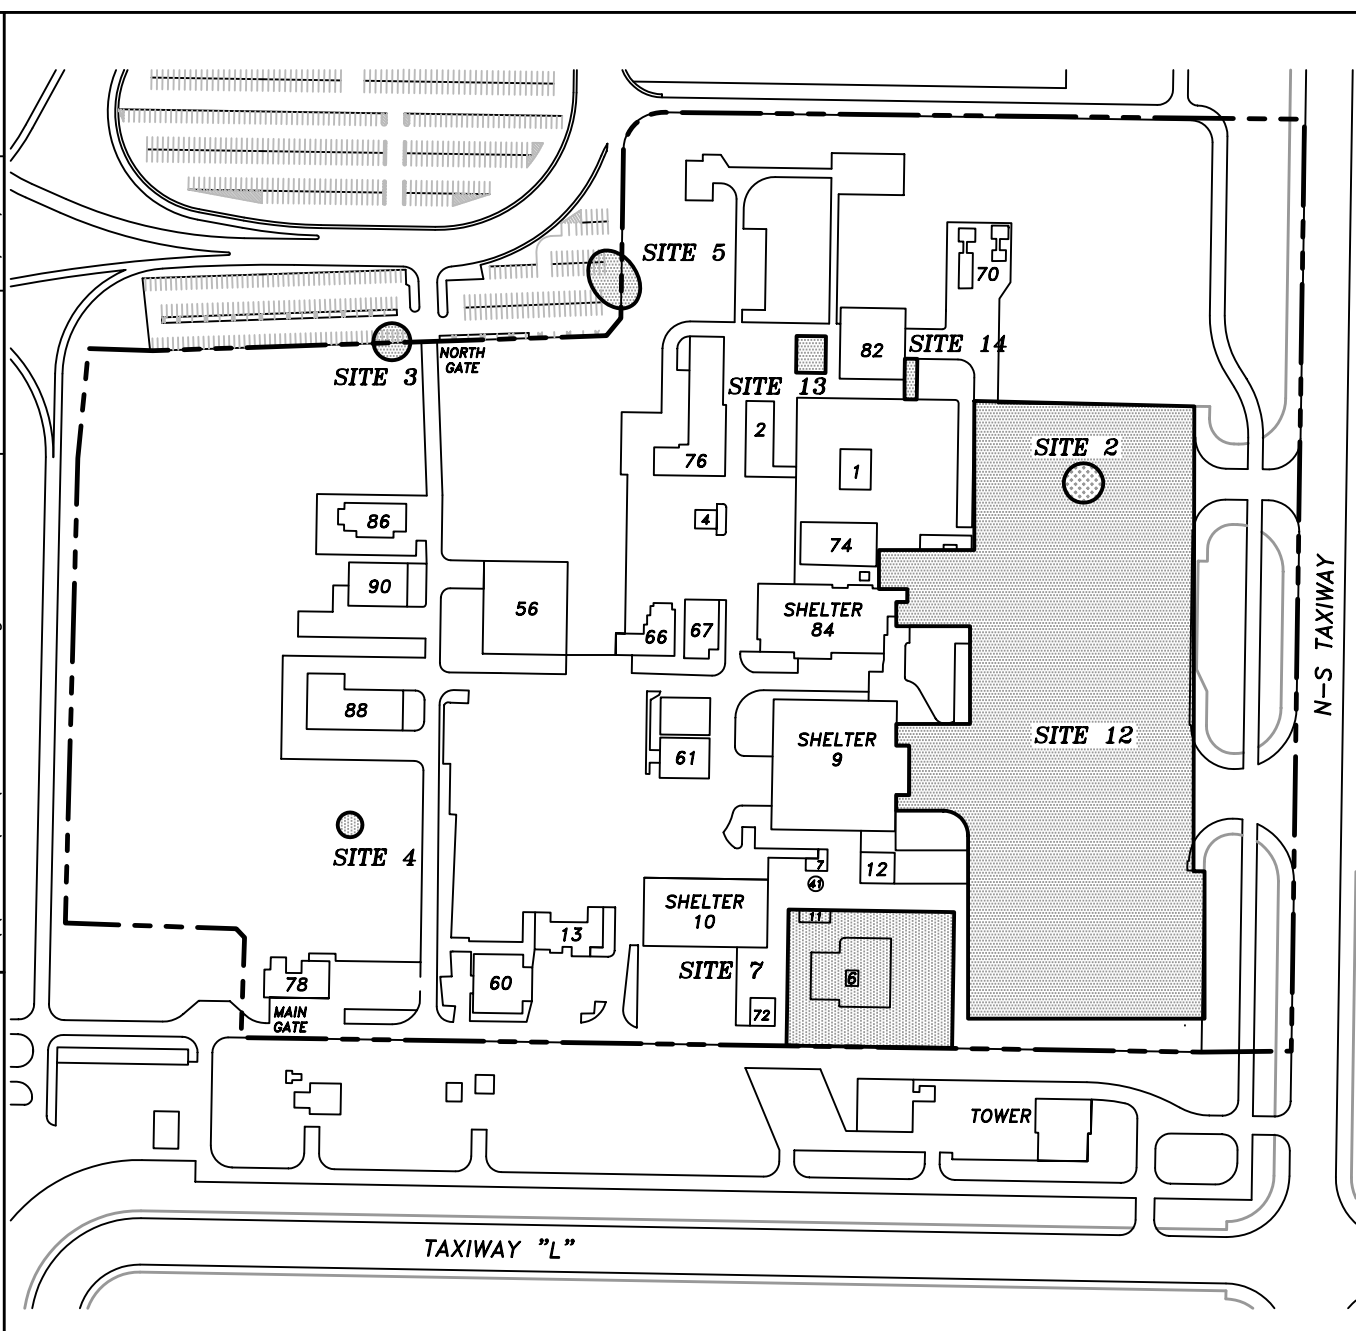 SITE 5
70
SITE 14
82
NORTH
GATE
SITE 3
SITE 13
2
SITE 2
76
1
86
4
74
90
56
SHELTER
84
66
67
N-S TAXIWAY
88
SHELTER
9
SITE 12
61
SITE 4
7
12
41
SHELTER
10
11
13
SITE 7
6
78
60
MAIN
GATE
72
TOWER
TAXIWAY "L"